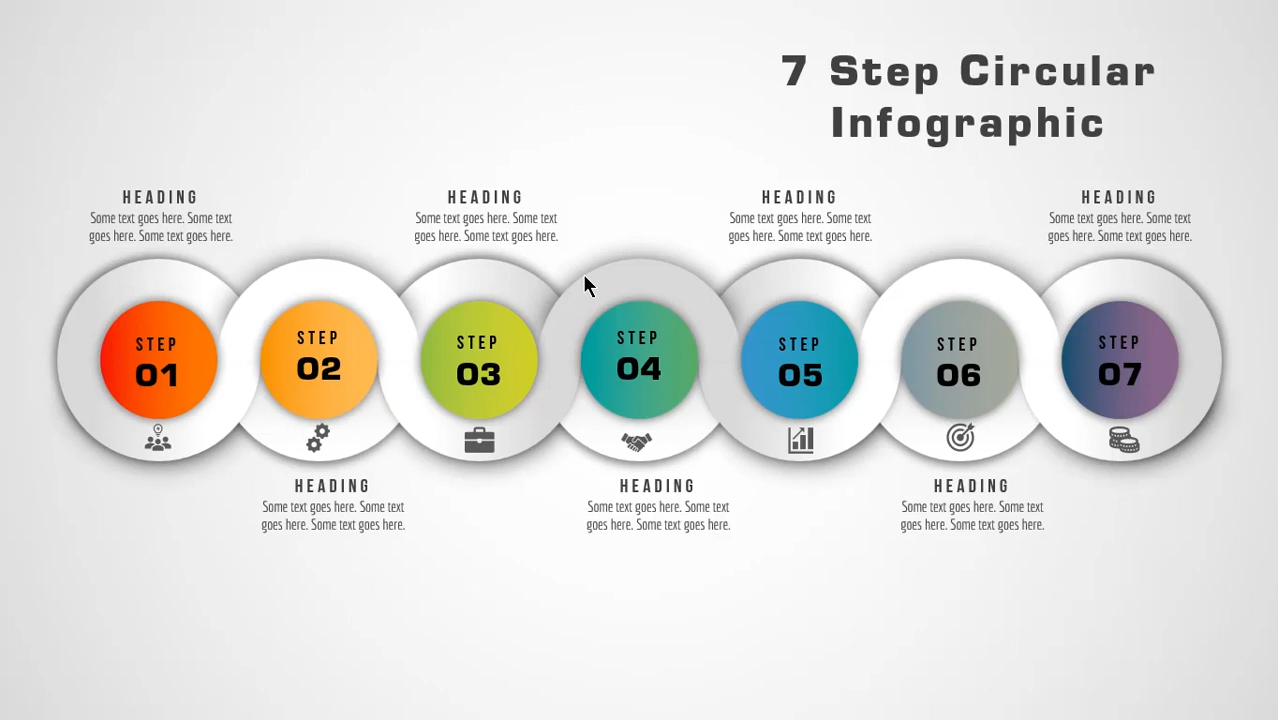 7 Step Circular
Infographic
HEADING
Some text goes here. Some text
goes here. Some text goes here.
HEADING
Some text goes here. Some text
goes here. Some text goes here.
HEADING
Some text goes here. Some text
goes here. Some text goes here.
HEADING
Some text goes here. Some text
goes here. Some text goes here.
STEP
01
STEP
02
STEP
03
STEP
04
STEP
05
STEP
06
STEP
07
HEADING
Some text goes here. Some text
goes here. Some text goes here.
HEADING
Some text goes here. Some text
goes here. Some text goes here.
HEADING
Some text goes here. Some text
goes here. Some text goes here.